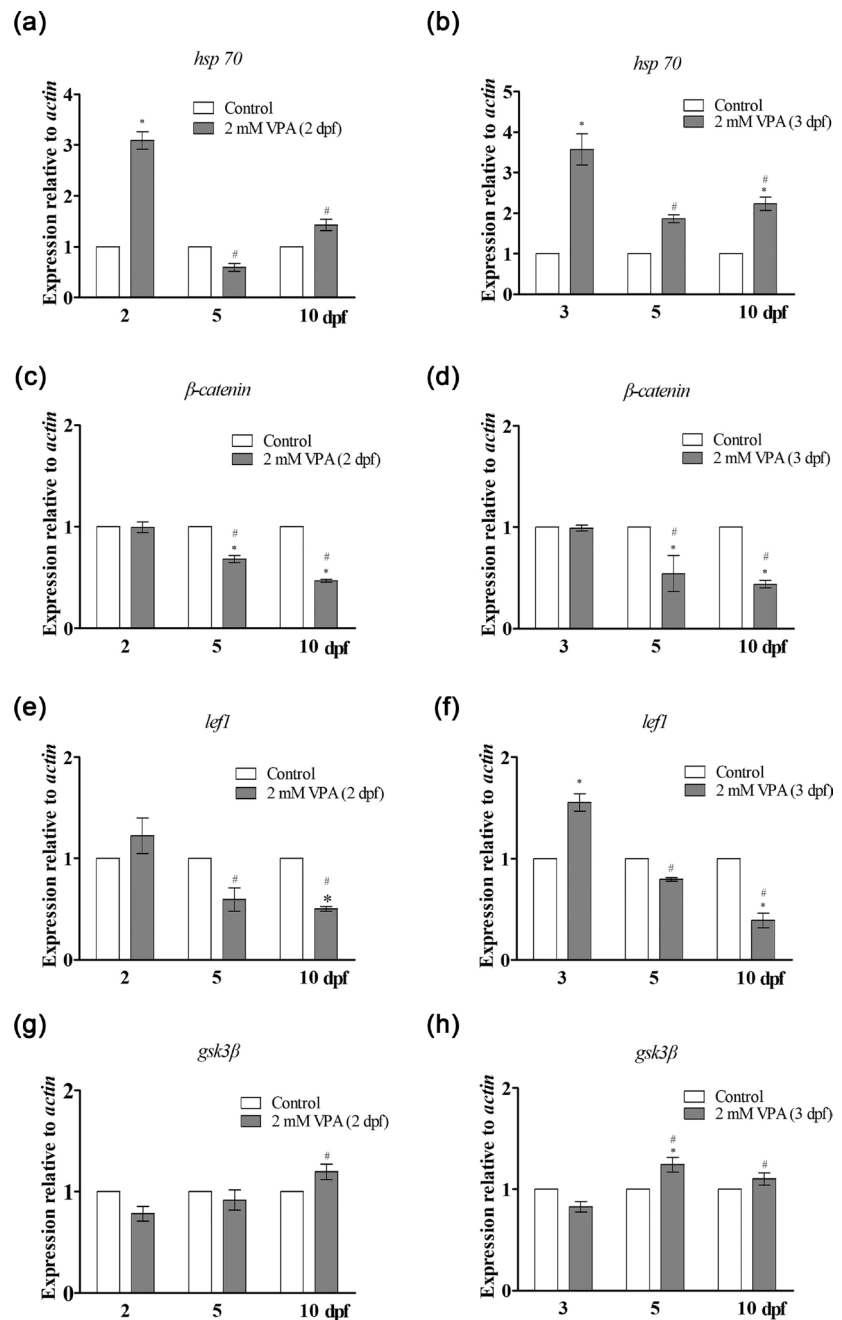 (a)
hsp 70
Control
2 mM VPA (2 dpf)
Expression relative to actin
4
3
2
1
0
*
#
#
2 5 10 dpf
(b)
hsp 70
Control
2 mM VPA (3 dpf)
Expression relative to actin
5
4
3
2
1
0
*
#
#
*
3 5 10 dpf
(c)
β-catenin
Control
2 mM VPA (2 dpf)
Expression relative to actin
2
1
0
#
*
#
*
2 5 10 dpf
(d)
β-catenin
Control
2 mM VPA (3 dpf)
Expression relative to actin
2
1
0
#
*
#
*
3 5 10 dpf
(e)
lef1
Control
2 mM VPA (2 dpf)
Expression relative to actin
2
1
0
#
#
*
2 5 10 dpf
(f)
lef1
Control
2 mM VPA (3 dpf)
Expression relative to actin
2
1
0
*
#
#
*
3 5 10 dpf
(g)
gsk3β
Control
2 mM VPA (2 dpf)
Expression relative to actin
2
1
0
#
2 5 10 dpf
(h)
gsk3β
Control
2 mM VPA (3 dpf)
Expression relative to actin
2
1
0
#
*
#
3 5 10 dpf